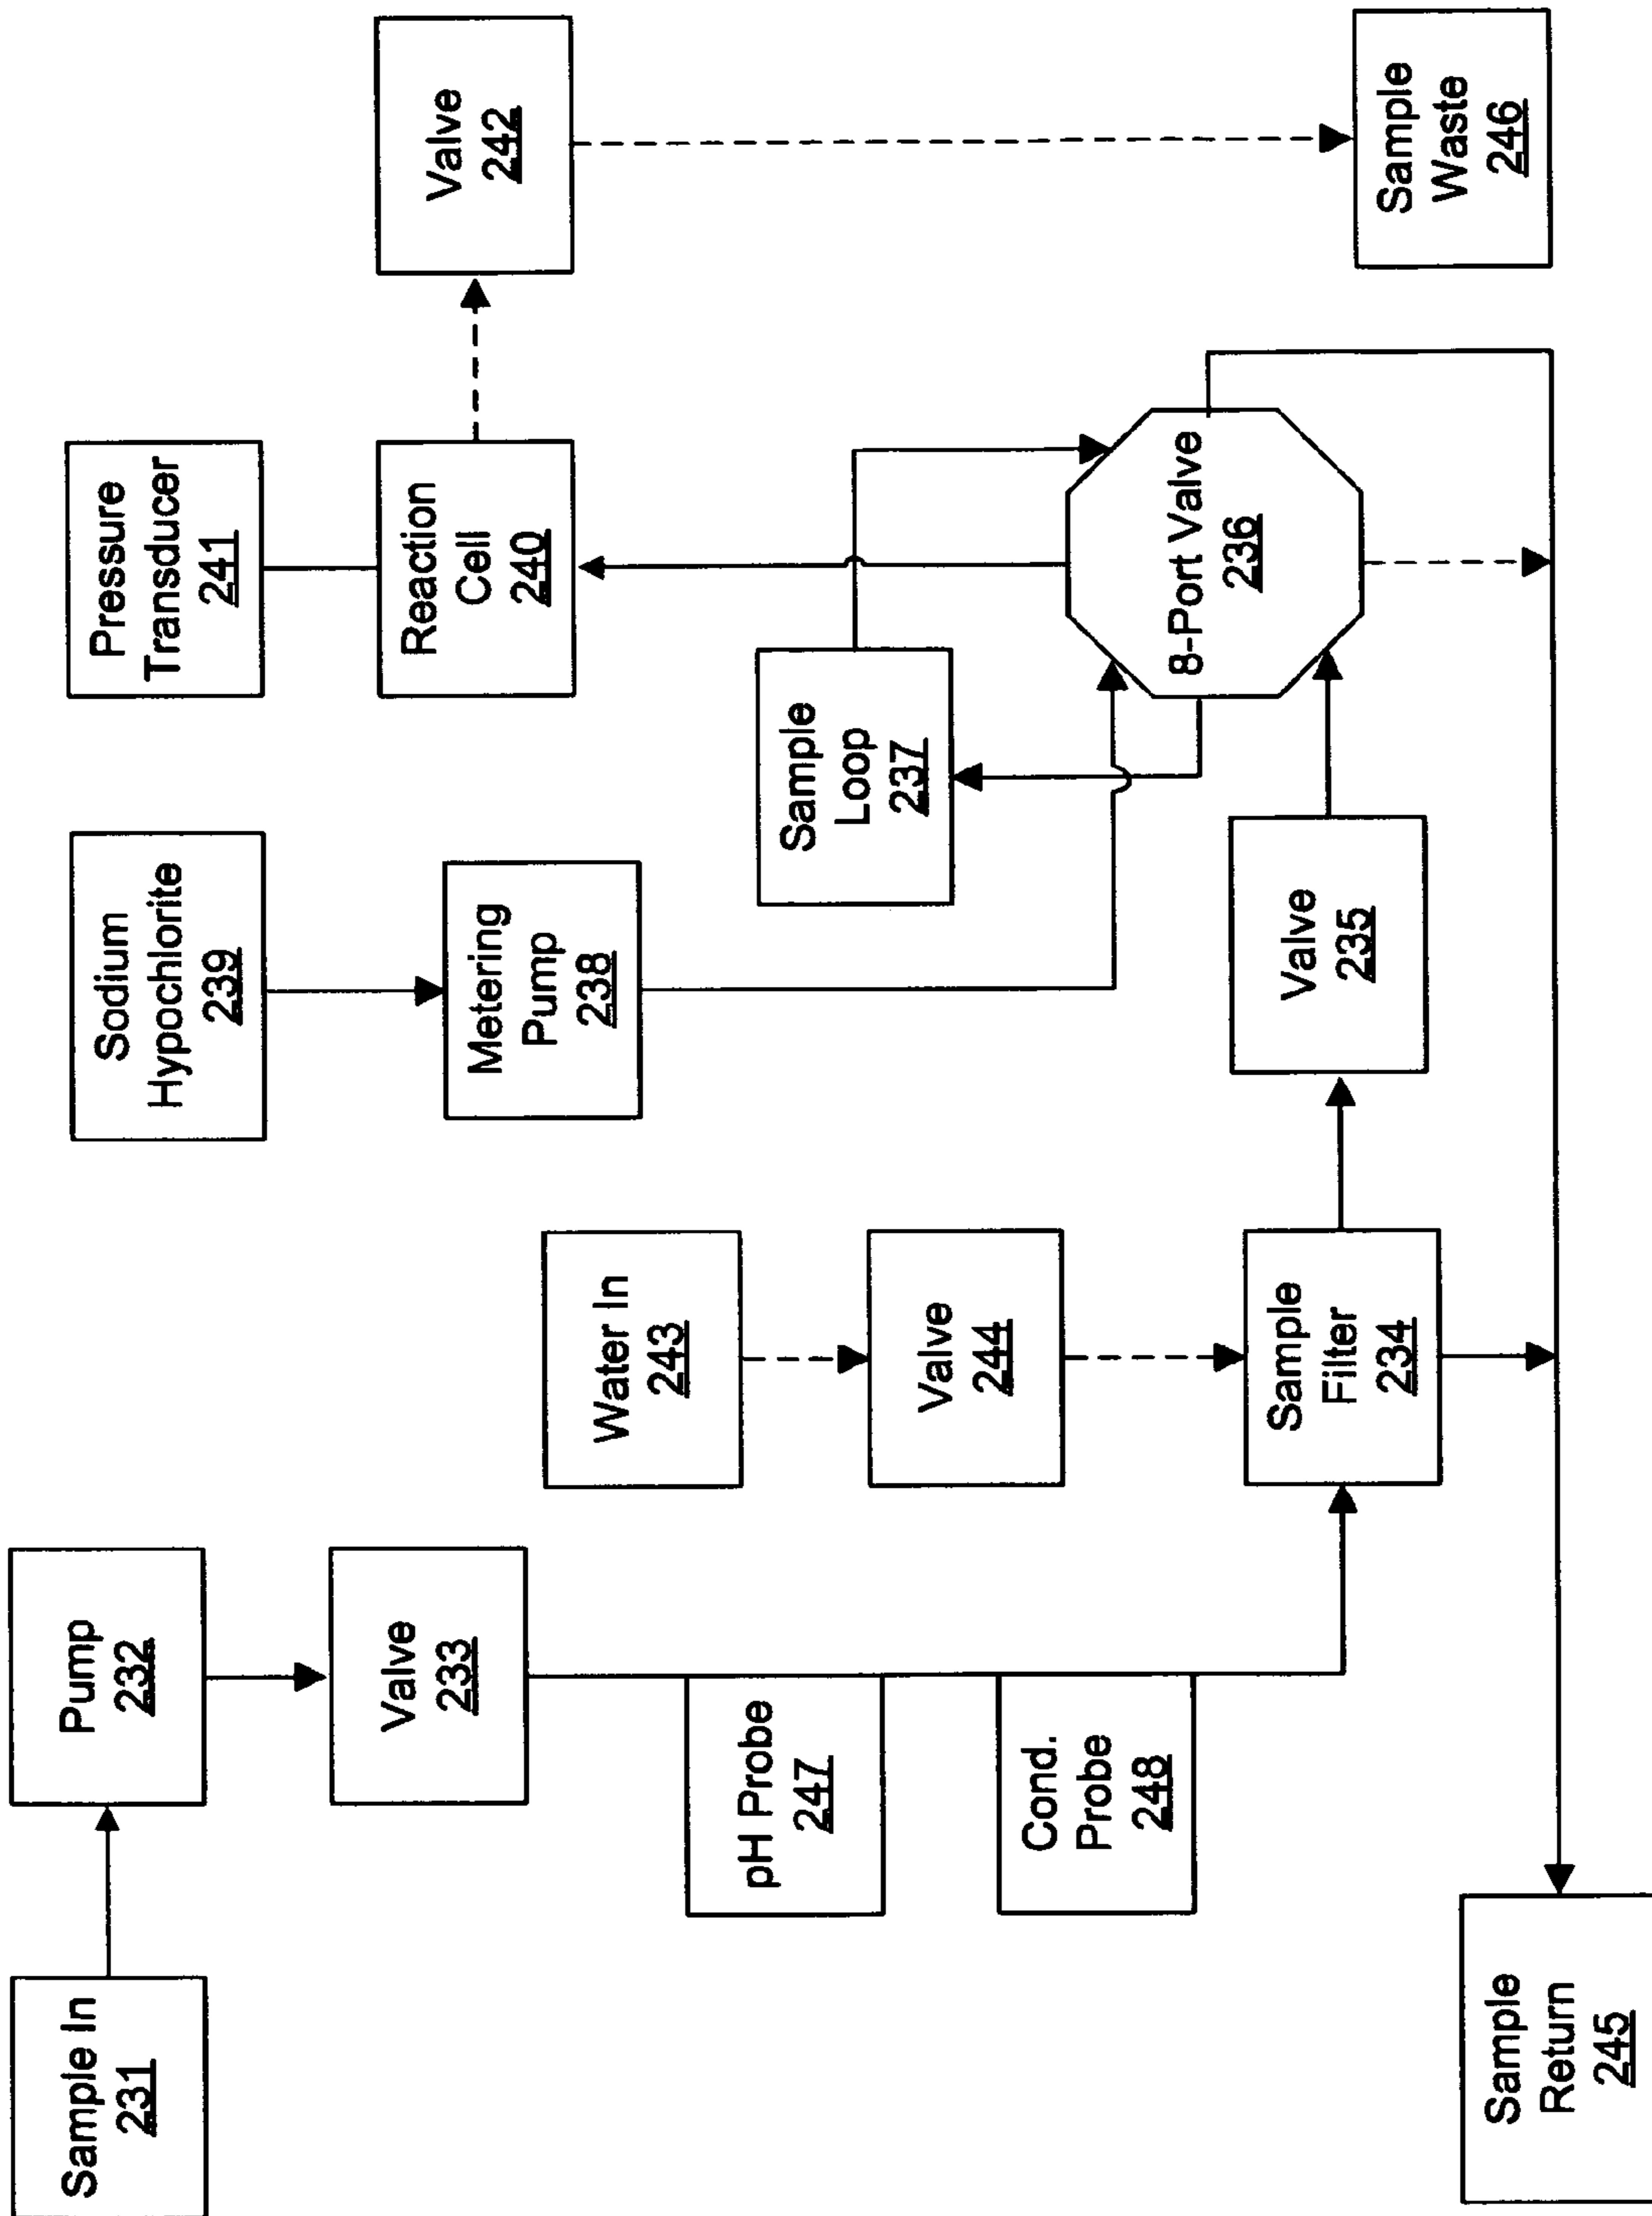 Sample In
231
Pump
232
Valve
233
pH Probe
247
Cond.
Probe
248
Sample
Return
245
Water In
243
Valve
244
Sample
Filter
234
Sodium
Hypochlorite
239
Metering
Pump
238
Valve
235
Sample
Loop
237
Pressure
Transducer
241
Reaction
Cell
240
8-Port Valve
236
Valve
242
Sample
Waste
246